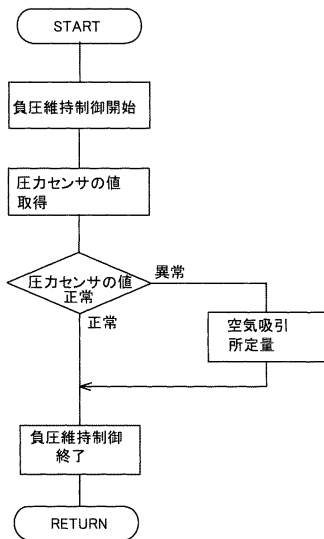 START
負圧維持制御開始
圧力センサの値
取得
圧力センサの値
正常
異常
正常
空気吸引
所定量
負圧維持制御
終了
RETURN